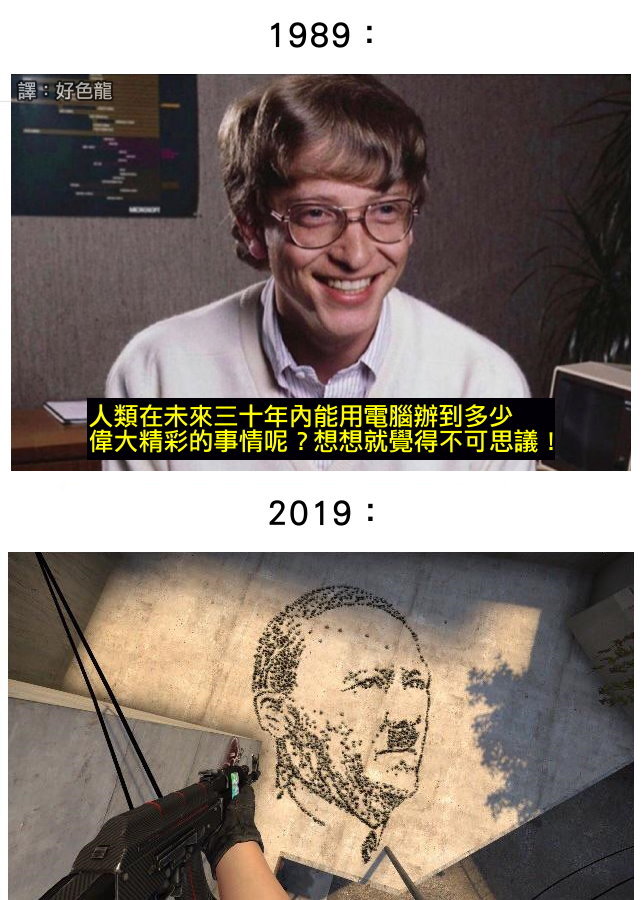 1989：
譯：好色龍
MICROSOFT
人類在未來三十年內能用電腦辦到多少
偉大精彩的事情呢？想想就覺得不可思議！
2019：